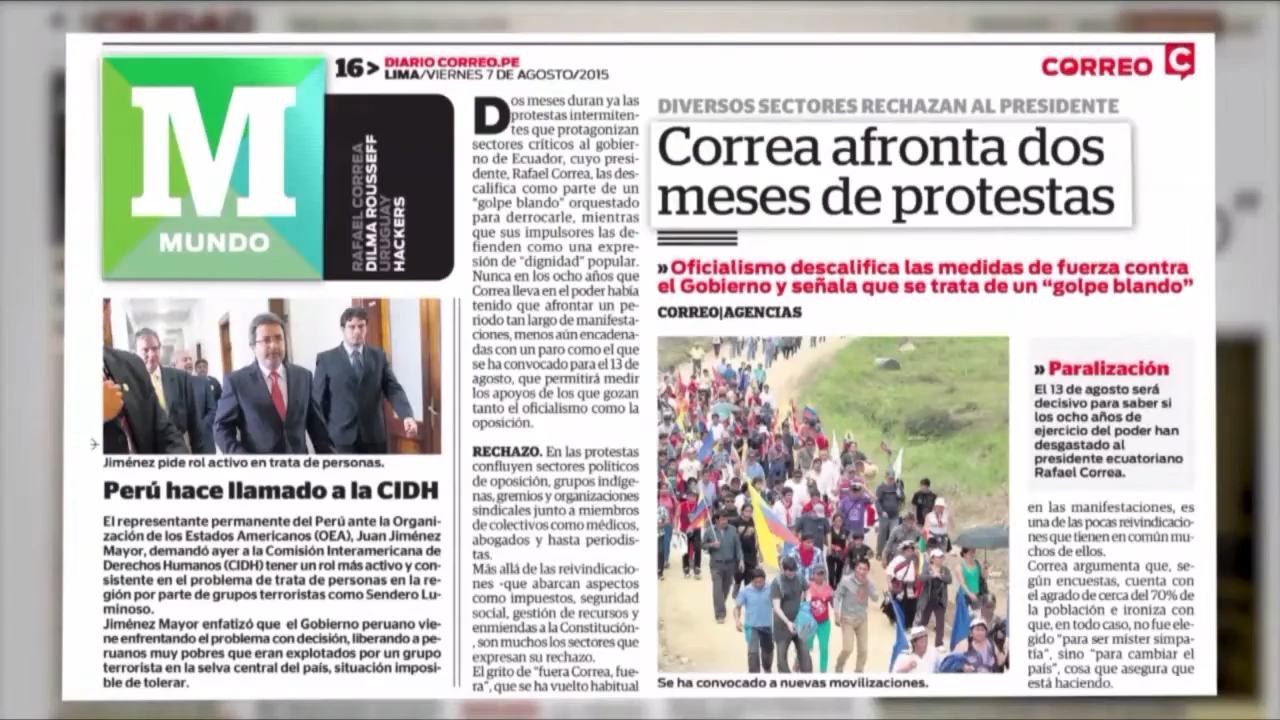 16> DIARIO CORREO.PE
LIMA/VIERNES 7 DE AGOSTO/2015
CORREO C
M
MUNDO
RAFAEL CORREA
DILMA ROUSSEFF
URUGUAY
HACKERS
Jiménez pide rol activo en trata de personas.
Perú hace llamado a la CIDH
El representante permanente del Perú ante la Organi-
zación de los Estados Americanos (OEA), Juan Jiménez
Mayor, demandó ayer a la Comisión Interamericana de
Derechos Humanos (CIDH) tener un rol más activo y con-
sistente en el problema de trata de personas en la re-
gión por parte de grupos terroristas como Sendero Lu-
minoso.
Jiménez Mayor enfatizó que el Gobierno peruano vie-
ne enfrentando el problema con decisión, liberando a pe-
ruanos muy pobres que eran explotados por un grupo
terrorista en la selva central del país, situación imposi-
ble de tolerar.
Dos meses duran ya las
protestas intermiten-
tes que protagonizan
sectores críticos al gobier-
no de Ecuador, cuyo presi-
dente, Rafael Correa, las des-
califica como parte de un
“golpe blando” orquestado
para derrocarle, mientras
que sus impulsores las de-
fienden como una expre-
sión de “dignidad” popular.
Nunca en los ocho años que
Correa lleva en el poder había
tenido que afrontar un pe-
riodo tan largo de manifesta-
ciones, menos aún encadena-
das con un paro como el que
se ha convocado para el 13 de
agosto, que permitirá medir
los apoyos de los que gozan
tanto el oficialismo como la
oposición.
RECHAZO. En las protestas
confluyen sectores políticos
de oposición, grupos indíge-
nas, gremios y organizaciones
sindicales junto a miembros
de colectivos como médicos,
abogados y hasta periodis-
tas.
Más allá de las reivindicacio-
nes -que abarcan aspectos
como impuestos, seguridad
social, gestión de recursos y
enmiendas a la Constitución-
, son muchos los sectores que
expresan su rechazo.
El grito de “fuera Correa, fue-
ra”, que se ha vuelto habitual
DIVERSOS SECTORES RECHAZAN AL PRESIDENTE
Correa afronta dos
meses de protestas
» Oficialismo descalifica las medidas de fuerza contra
el Gobierno y señala que se trata de un “golpe blando”
CORREO|AGENCIAS
Se ha convocado a nuevas movilizaciones.
» Paralización
El 13 de agosto será
decisivo para saber si
los ocho años de
ejercicio del poder han
desgastado al
presidente ecuatoriano
Rafael Correa.
en las manifestaciones, es
una de las pocas reivindicacio-
nes que tienen en común mu-
chos de ellos.
Correa argumenta que, se-
gún encuestas, cuenta con
el agrado de cerca del 70% de
la población e ironiza con
que, en todo caso, no fue ele-
gido “para ser míster simpa-
tía”, sino “para cambiar el
país”, cosa que asegura que
está haciendo.